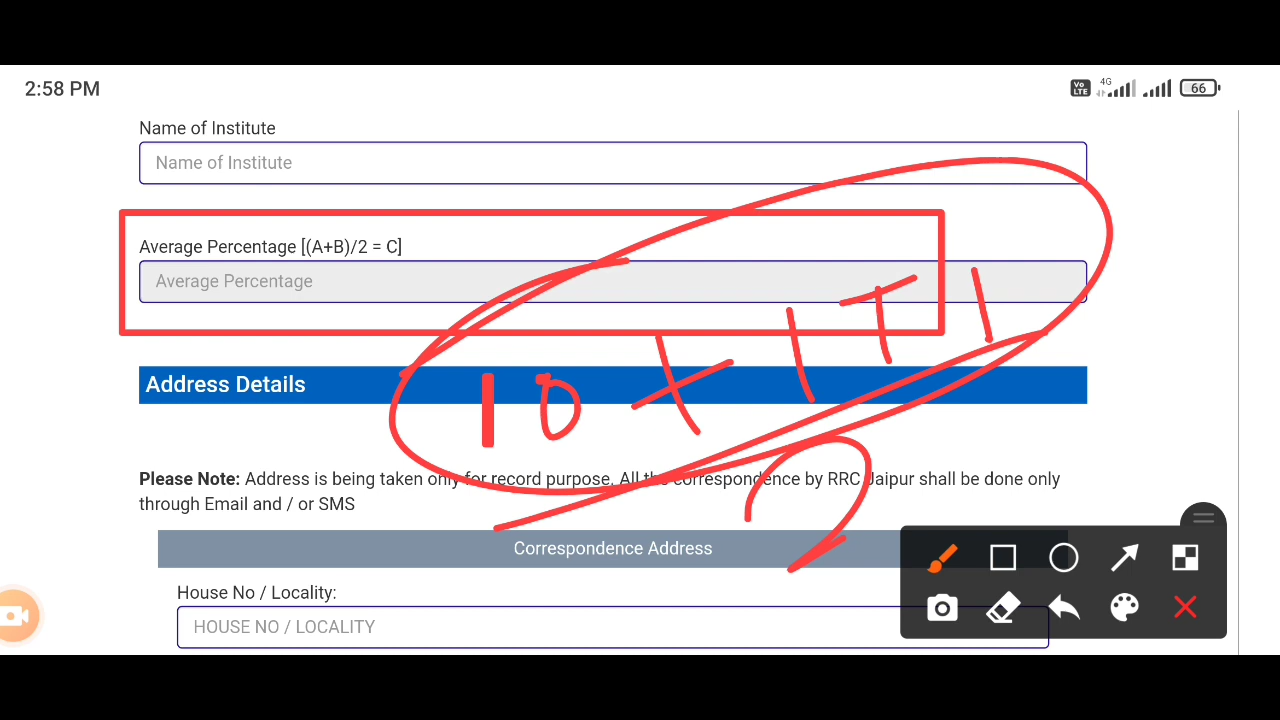 2:58 PM
Vo LTE 4G 66
Name of Institute
Name of Institute
Average Percentage [(A+B)/2 = C]
Average Percentage
10 + ITI
2
Address Details
Please Note: Address is being taken only for record purpose. All the correspondence by RRC Jaipur shall be done only
through Email and / or SMS
Correspondence Address
House No / Locality:
HOUSE NO / LOCALITY